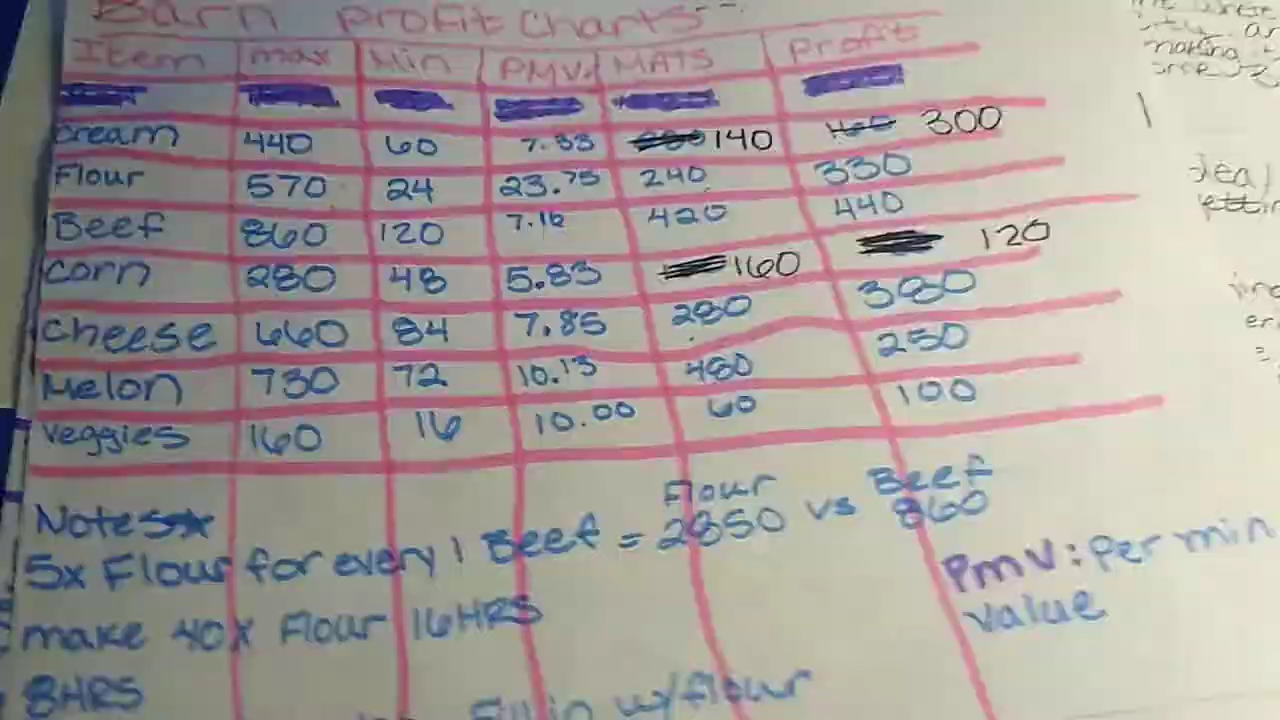 Barn Profit Charts
Item max Min PMV. MATS Profit
cream 440 60 7.33 140 300
Flour 570 24 23.75 240 330
Beef 860 120 7.16 420 440
corn 280 48 5.83 160 120
cheese 660 84 7.85 280 380
Melon 730 72 10.13 480 250
veggies 160 16 10.00 60 100
Notes
Flour Beef
5x Flour for every 1 Beef = 2850 vs 860
make 40x Flour 16HRS
8HRS
Fill in w/flour
Pmv: Per min
value
making